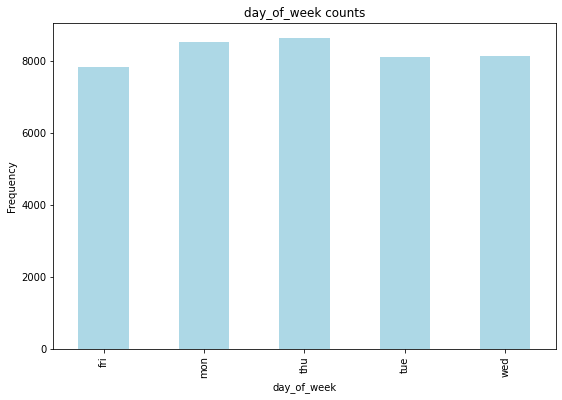 day_of_week counts
8000
6000
4000
2000
0
Frequency
fri
mon
thu
tue
wed
day_of_week